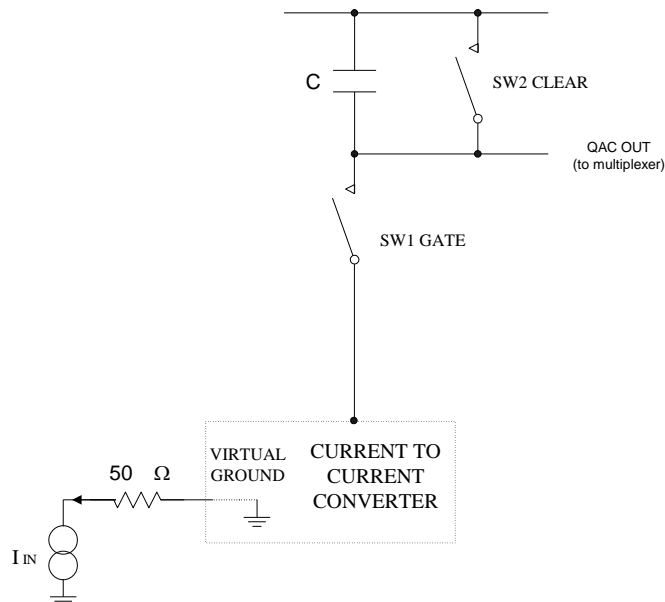 C
SW2 CLEAR
QAC OUT
(to multiplexer)
SW1 GATE
VIRTUAL
GROUND
CURRENT TO
CURRENT
CONVERTER
50 Ω
I IN